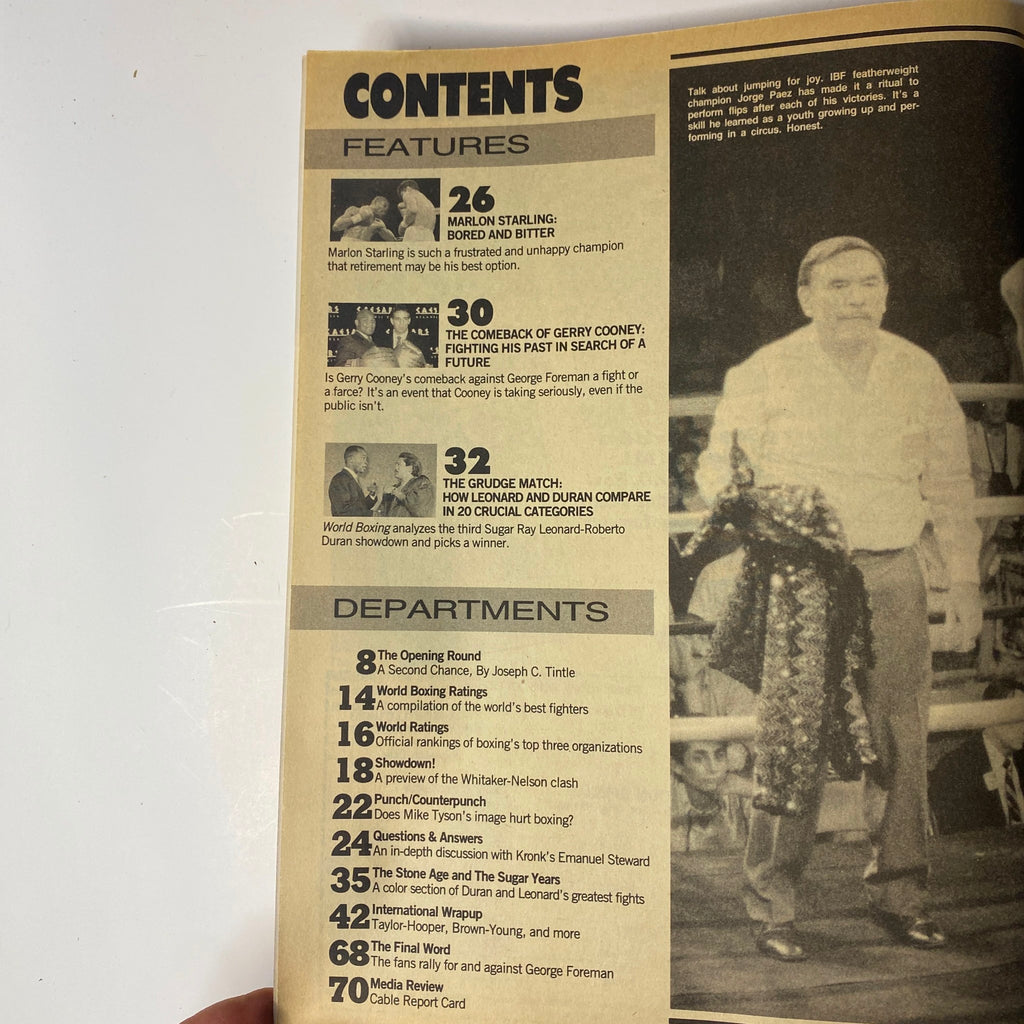 CONTENTS
FEATURES
26
MARLON STARLING:
BORED AND BITTER
Marlon Starling is such a frustrated and unhappy champion
that retirement may be his best option.
30
THE COMEBACK OF GERRY COONEY:
FIGHTING HIS PAST IN SEARCH OF A
FUTURE
Is Gerry Cooney's comeback against George Foreman a fight or
a farce? It's an event that Cooney is taking seriously, even if the
public isn't.
32
THE GRUDGE MATCH:
HOW LEONARD AND DURAN COMPARE
IN 20 CRUCIAL CATEGORIES
World Boxing analyzes the third Sugar Ray Leonard-Roberto
Duran showdown and picks a winner.
DEPARTMENTS
8 The Opening Round
A Second Chance, By Joseph C. Tintle
14 World Boxing Ratings
A compilation of the world's best fighters
16 World Ratings
Official rankings of boxing's top three organizations
18 Showdown!
A preview of the Whitaker-Nelson clash
22 Punch/Counterpunch
Does Mike Tyson's image hurt boxing?
24 Questions & Answers
An in-depth discussion with Kronk's Emanuel Steward
35 The Stone Age and The Sugar Years
A color section of Duran and Leonard's greatest fights
42 International Wrapup
Taylor-Hooper, Brown-Young, and more
68 The Final Word
The fans rally for and against George Foreman
70 Media Review
Cable Report Card
Talk about jumping for joy. IBF featherweight
champion Jorge Paez has made it a ritual to
perform flips after each of his victories. It's a
skill he learned as a youth growing up and per-
forming in a circus. Honest.